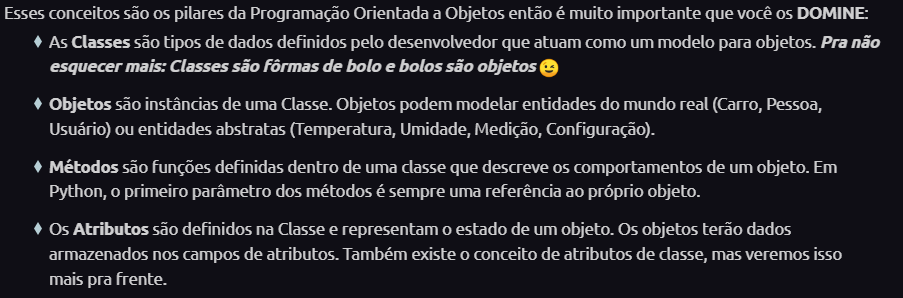 Esses conceitos são os pilares da Programação Orientada a Objetos então é muito importante que você os DOMINE:
♦ As Classes são tipos de dados definidos pelo desenvolvedor que atuam como um modelo para objetos. Pra não
esquecer mais: Classes são fôrmas de bolo e bolos são objetos 😉
♦ Objetos são instâncias de uma Classe. Objetos podem modelar entidades do mundo real (Carro, Pessoa,
Usuário) ou entidades abstratas (Temperatura, Umidade, Medição, Configuração).
♦ Métodos são funções definidas dentro de uma classe que descreve os comportamentos de um objeto. Em
Python, o primeiro parâmetro dos métodos é sempre uma referência ao próprio objeto.
♦ Os Atributos são definidos na Classe e representam o estado de um objeto. Os objetos terão dados
armazenados nos campos de atributos. Também existe o conceito de atributos de classe, mas veremos isso
mais pra frente.